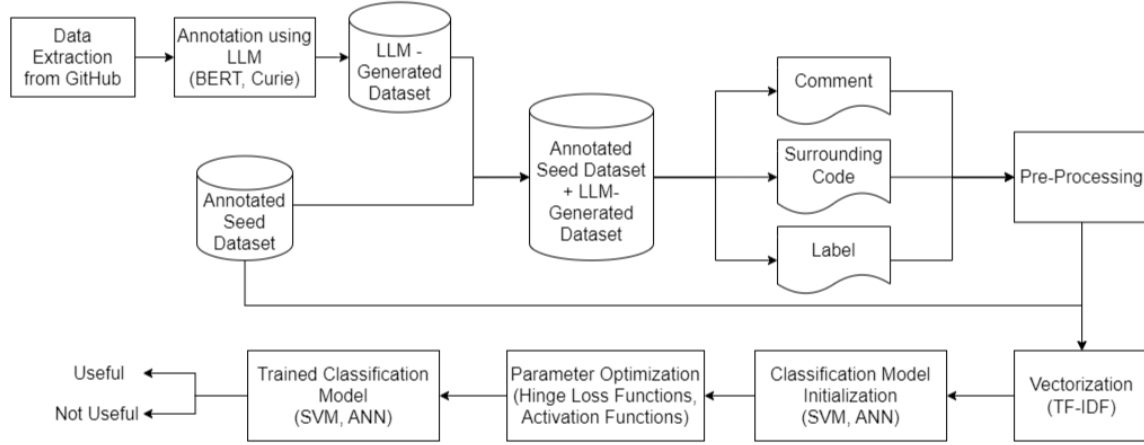 Data
Extraction
from GitHub
Annotation using
LLM
(BERT, Curie)
LLM -
Generated
Dataset
Annotated
Seed
Dataset
Annotated
Seed Dataset
+ LLM-
Generated
Dataset
Comment
Surrounding
Code
Label
Pre-Processing
Vectorization
(TF-IDF)
Classification Model
Initialization
(SVM, ANN)
Parameter Optimization
(Hinge Loss Functions,
Activation Functions)
Trained Classification
Model
(SVM, ANN)
Useful
Not Useful